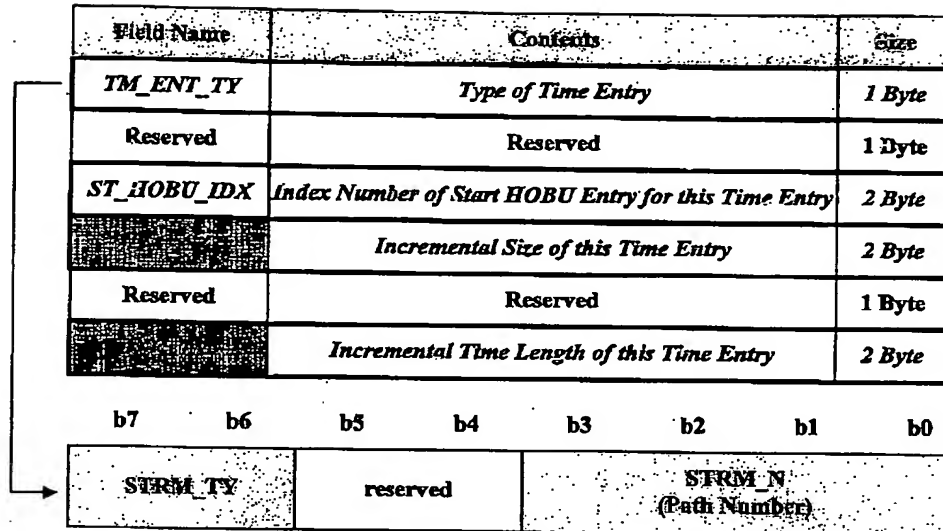 Field Name Contents Size
TM_ENT_TY Type of Time Entry 1 Byte
Reserved Reserved 1 Byte
ST_HOBU_IDX Index Number of Start HOBU Entry for this Time Entry 2 Byte
Incremental Size of this Time Entry 2 Byte
Reserved Reserved 1 Byte
Incremental Time Length of this Time Entry 2 Byte
b7 b6 b5 b4 b3 b2 b1 b0
STRM_TY reserved STRM_N
(Path Number)